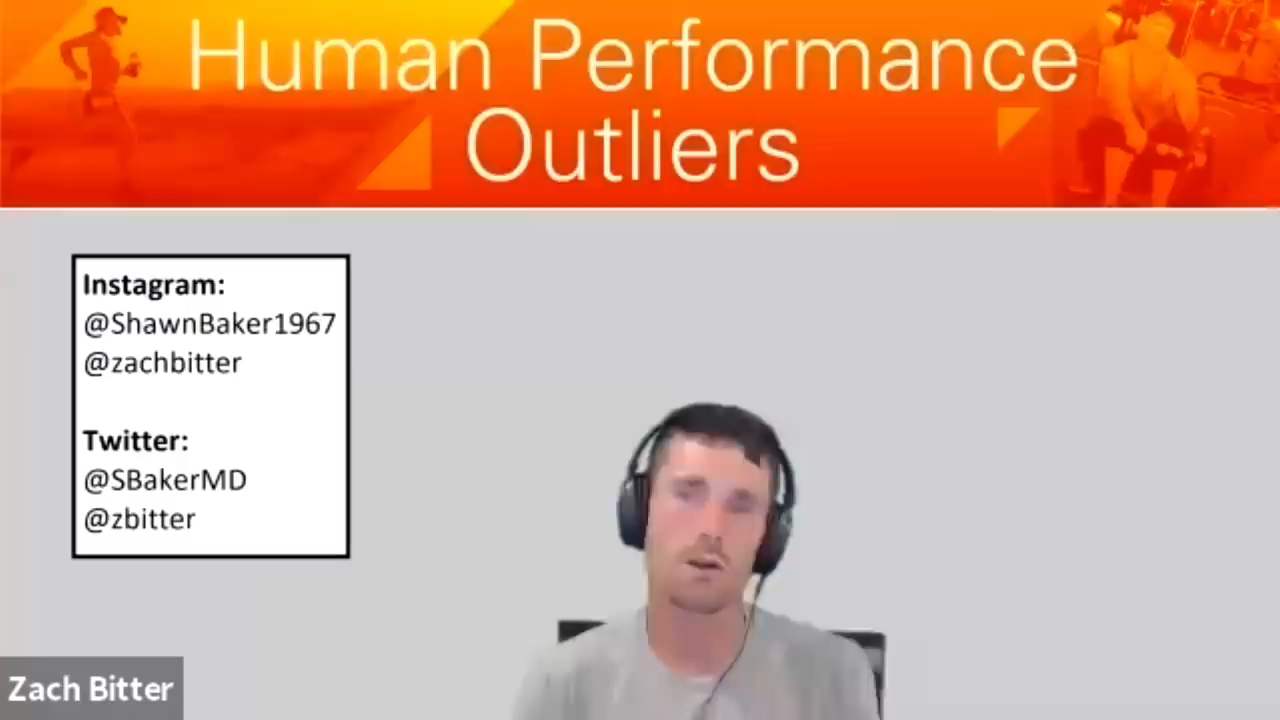 Human Performance
Outliers
Instagram:
@ShawnBaker1967
@zachbitter
Twitter:
@SBakerMD
@zbitter
Zach Bitter